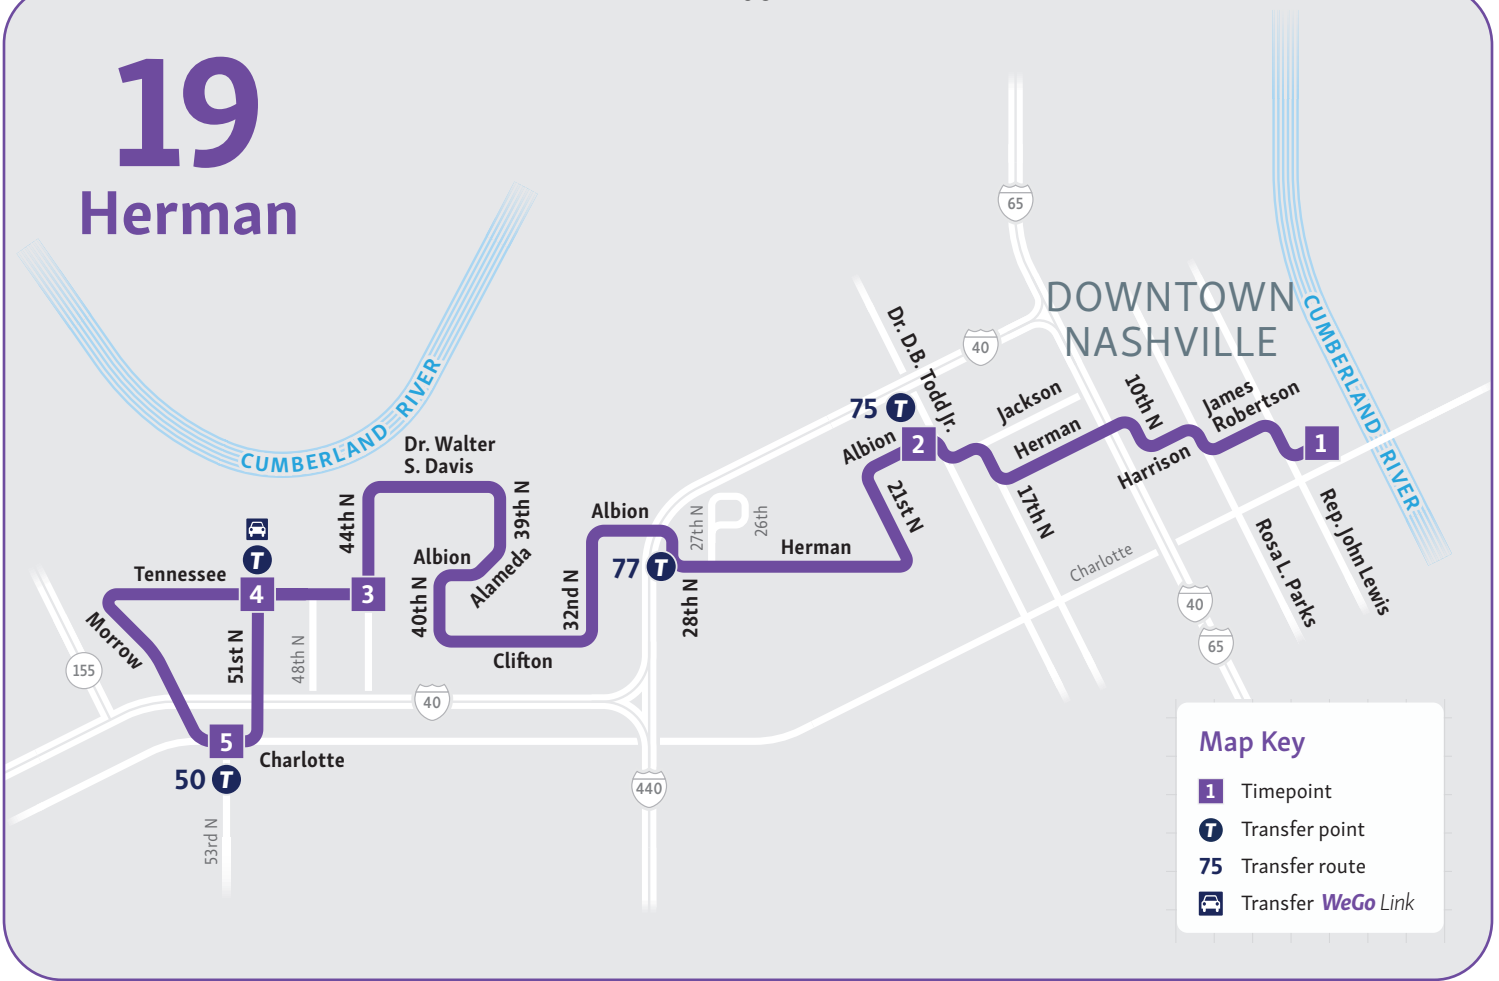 19
Herman
65
DOWNTOWN
NASHVILLE
40
CUMBERLAND RIVER
CUMBERLAND RIVER
Dr. D.B. Todd Jr.
75 T
Jackson
10th N
James
Robertson
Albion
2
Herman
Harrison
1
Dr. Walter
S. Davis
44th N
39th N
21st N
17th N
Rep. John Lewis
Rosa L. Parks
Albion
27th N
26th
Herman
Charlotte
T
Tennessee
4
3
Albion
Alameda
40th N
32nd N
77 T
28th N
40
65
Morrow
51st N
48th N
Clifton
155
40
5
Charlotte
50 T
440
53rd N
Map Key
1 Timepoint
T Transfer point
75 Transfer route
Transfer WeGo Link